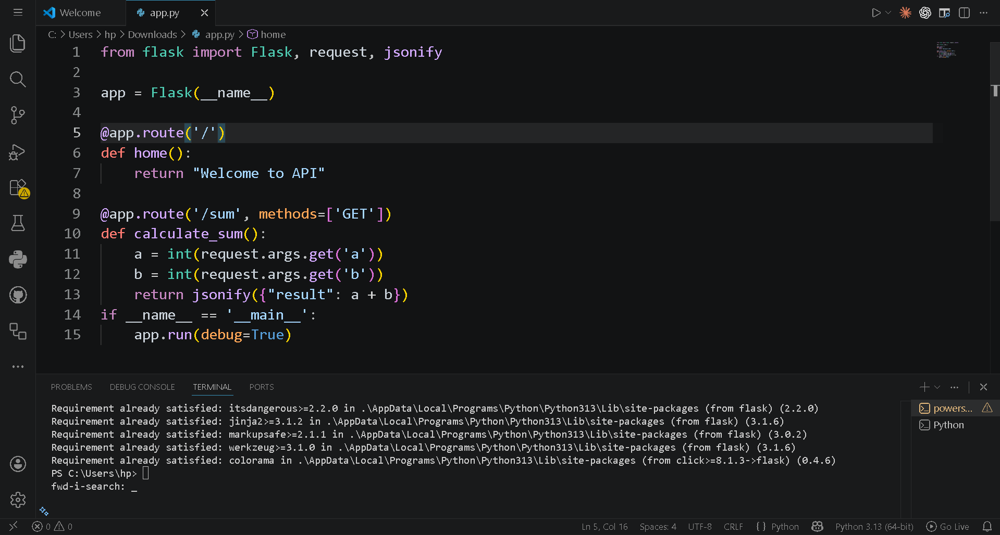 Welcome
app.py
C: > Users > hp > Downloads > app.py > home
1 from flask import Flask, request, jsonify
2
3 app = Flask(__name__)
4
5 @app.route('/')
6 def home():
7     return "Welcome to API"
8
9 @app.route('/sum', methods=['GET'])
10 def calculate_sum():
11     a = int(request.args.get('a'))
12     b = int(request.args.get('b'))
13     return jsonify({"result": a + b})
14 if __name__ == '__main__':
15     app.run(debug=True)
PROBLEMS DEBUG CONSOLE TERMINAL PORTS
Requirement already satisfied: itsdangerous>=2.2.0 in .\AppData\Local\Programs\Python\Python313\Lib\site-packages (from flask) (2.2.0)
Requirement already satisfied: jinja2>=3.1.2 in .\AppData\Local\Programs\Python\Python313\Lib\site-packages (from flask) (3.1.6)
Requirement already satisfied: markupsafe>=2.1.1 in .\AppData\Local\Programs\Python\Python313\Lib\site-packages (from flask) (3.0.2)
Requirement already satisfied: werkzeug>=3.1.0 in .\AppData\Local\Programs\Python\Python313\Lib\site-packages (from flask) (3.1.6)
Requirement already satisfied: colorama in .\AppData\Local\Programs\Python\Python313\Lib\site-packages (from click>=8.1.3->flask) (0.4.6)
PS C:\Users\hp>
fwd-i-search: _
powers...
Python
0 0
Ln 5, Col 16 Spaces: 4 UTF-8 CRLF { } Python Python 3.13 (64-bit) Go Live